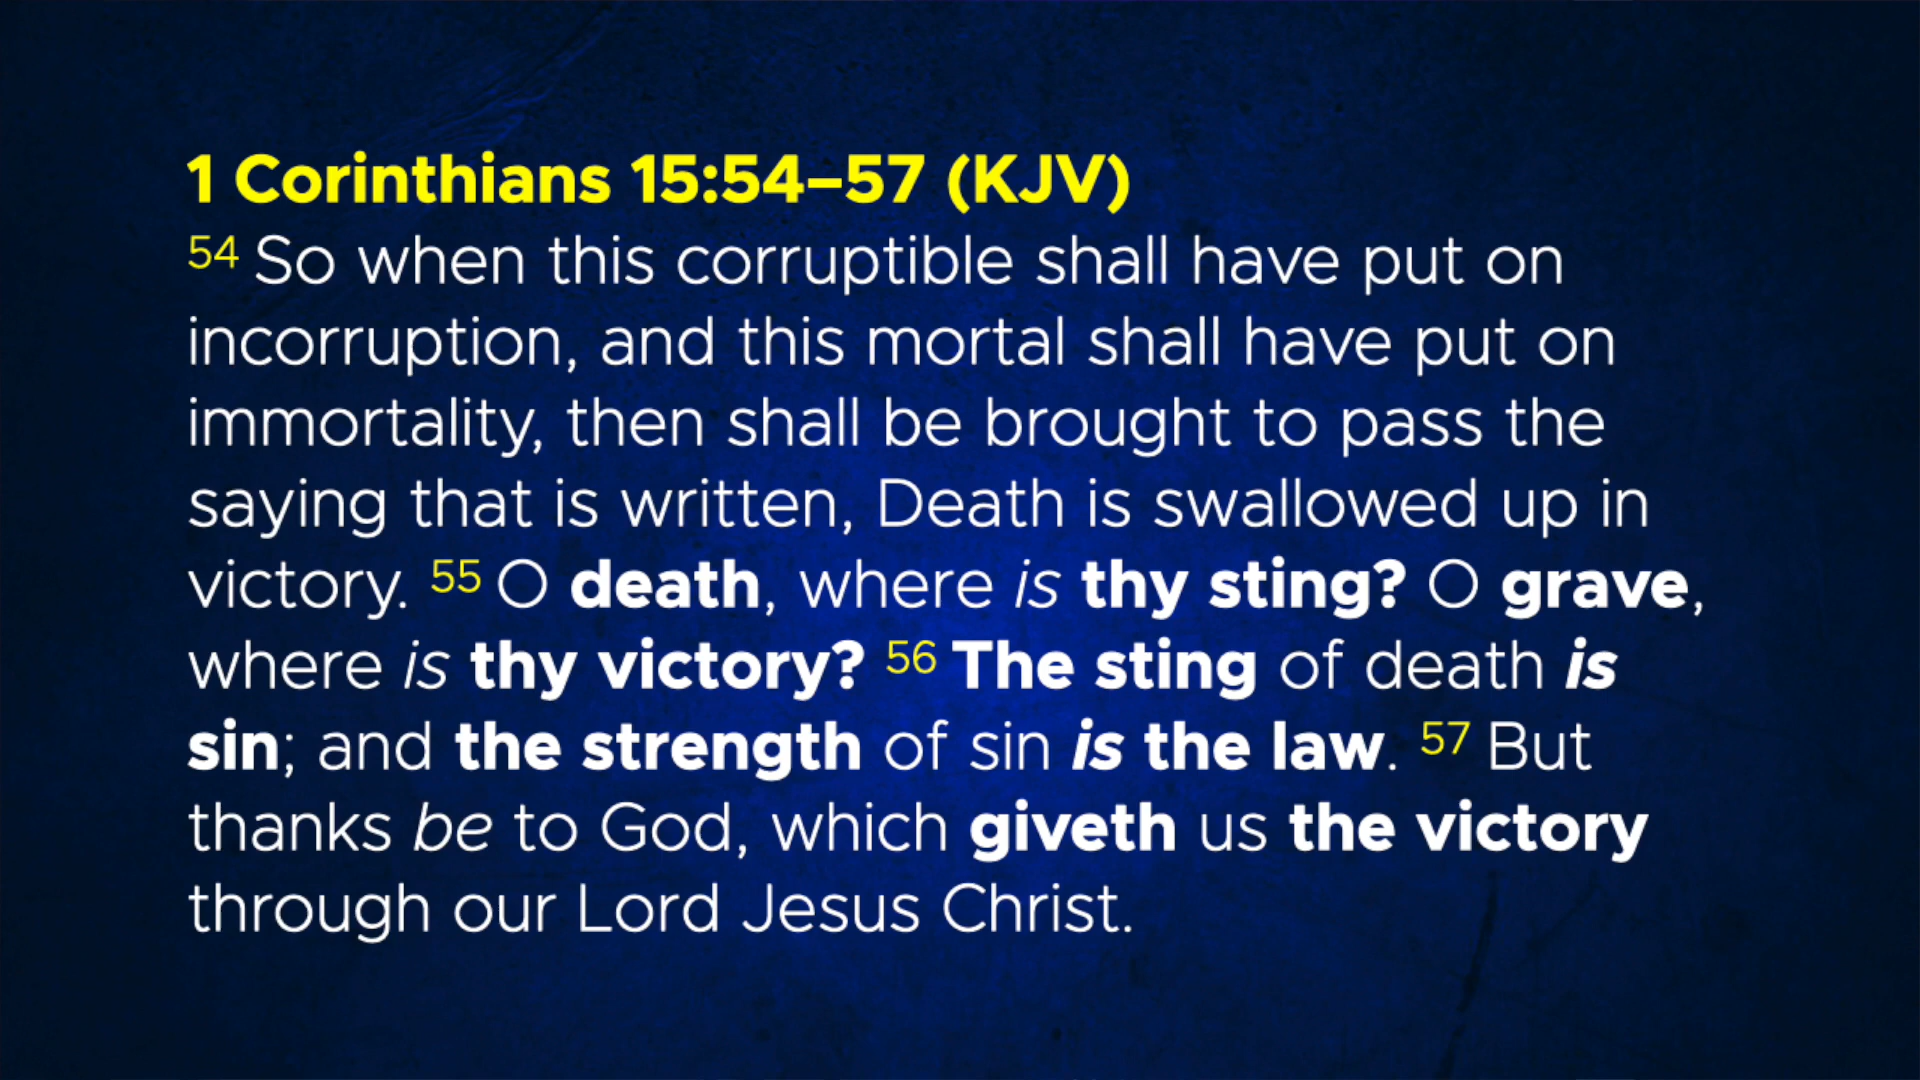 1 Corinthians 15:54–57 (KJV)
54 So when this corruptible shall have put on
incorruption, and this mortal shall have put on
immortality, then shall be brought to pass the
saying that is written, Death is swallowed up in
victory. 55 O death, where is thy sting? O grave,
where is thy victory? 56 The sting of death is
sin; and the strength of sin is the law. 57 But
thanks be to God, which giveth us the victory
through our Lord Jesus Christ.